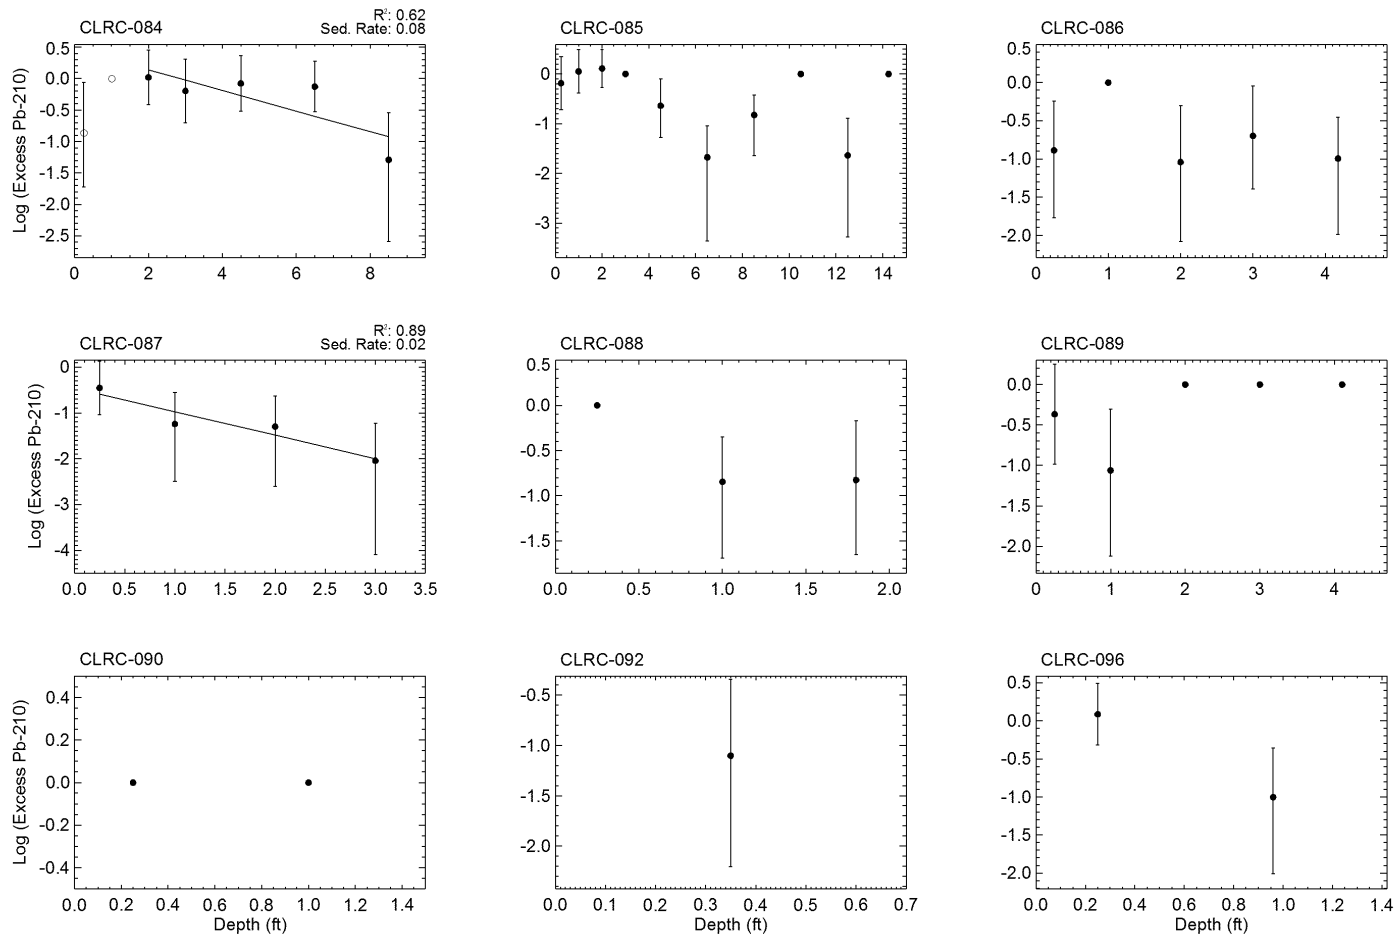 R²: 0.62
CLRC-084 Sed. Rate: 0.08 CLRC-085 CLRC-086
Log (Excess Pb-210)
0.5
0.0
-0.5
-1.0
-1.5
-2.0
-2.5
0 2 4 6 8
0
-1
-2
-3
0 2 4 6 8 10 12 14
0.5
0.0
-0.5
-1.0
-1.5
-2.0
0 1 2 3 4
R²: 0.89
CLRC-087 Sed. Rate: 0.02 CLRC-088 CLRC-089
Log (Excess Pb-210)
0
-1
-2
-3
-4
0.0 0.5 1.0 1.5 2.0 2.5 3.0 3.5
0.5
0.0
-0.5
-1.0
-1.5
0.0 0.5 1.0 1.5 2.0
0.0
-0.5
-1.0
-1.5
-2.0
0 1 2 3 4
CLRC-090 CLRC-092 CLRC-096
Log (Excess Pb-210)
0.4
0.2
0.0
-0.2
-0.4
0.0 0.2 0.4 0.6 0.8 1.0 1.2 1.4
Depth (ft)
-0.5
-1.0
-1.5
-2.0
0.0 0.1 0.2 0.3 0.4 0.5 0.6 0.7
Depth (ft)
0.5
0.0
-0.5
-1.0
-1.5
-2.0
0.0 0.2 0.4 0.6 0.8 1.0 1.2 1.4
Depth (ft)